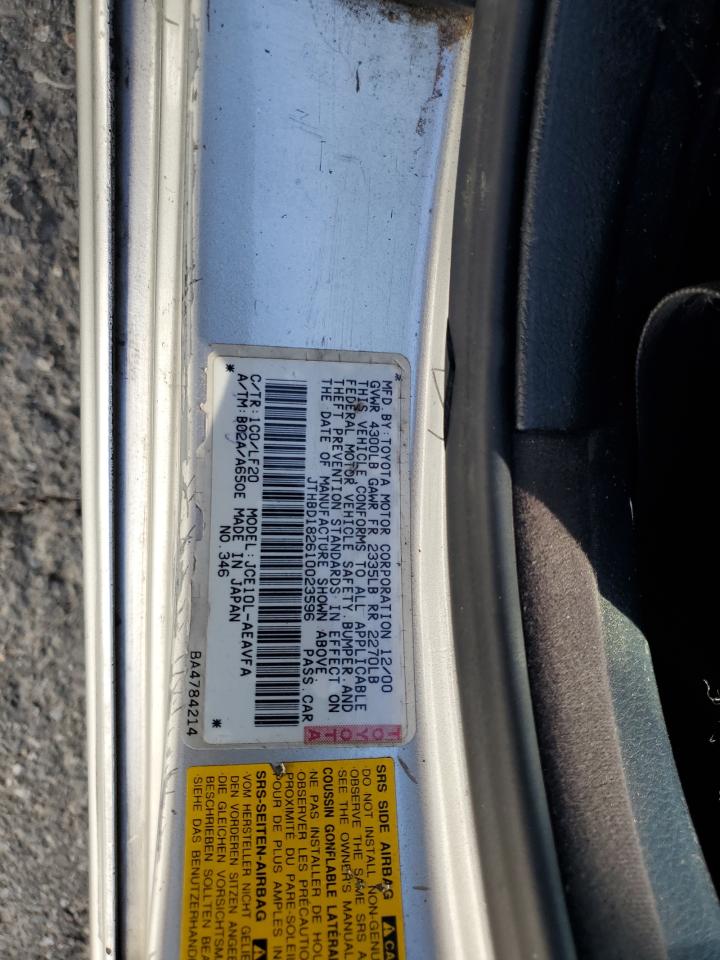 MFD.BY:TOYOTA MOTOR CORPORATION 12/00
GVWR 4300LB GAWR FR 2335LB RR 2270LB
THIS VEHICLE CONFORMS TO ALL APPLICABLE
FEDERAL MOTOR VEHICLE SAFETY, BUMPER, AND
THEFT PREVENTION STANDARDS IN EFFECT ON
THE DATE OF MANUFACTURE SHOWN ABOVE.
JTHBD182610023596 PASS.CAR
C/TR:1C0/LF20 MODEL:JCE10L-AEAVFA
A/TM:B02A/A650E MADE IN JAPAN
NO.346
BA4784214
TOYOTA
SRS SIDE AIRBAG CA
DO NOT INSTALL NON-GENU
OBSERVE THE SAME SRS A
SEE THE OWNER'S MANUAL
COUSSIN GONFLABLE LATÉRAL
NE PAS INSTALLER DE HOU
OBSERVER LES PRÉCAUTIO
PROXIMITÉ DU PARE-SOLEI
POUR DE PLUS AMPLES IN
SRS-SEITEN-AIRBAG A
·VOM HERSTELLER NICHT GELIE
DEN VORDEREN SITZEN ANGEB
·DIE GLEICHEN VORSICHTSM
BESCHRIEBEN SOLLTEN BEA
SIEHE DAS BENUTZERHAND